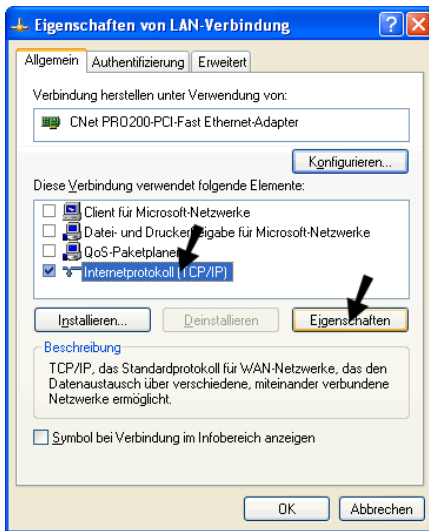 Eigenschaften von LAN-Verbindung
Allgemein Authentifizierung Erweitert
Verbindung herstellen unter Verwendung von:
CNet PRO200-PCI-Fast Ethernet-Adapter
Konfigurieren...
Diese Verbindung verwendet folgende Elemente:
Client für Microsoft-Netzwerke
Datei- und Druckerfreigabe für Microsoft-Netzwerke
QoS-Paketplaner
Internetprotokoll (TCP/IP)
Installieren... Deinstallieren Eigenschaften
Beschreibung
TCP/IP, das Standardprotokoll für WAN-Netzwerke, das den
Datenaustausch über verschiedene, miteinander verbundene
Netzwerke ermöglicht.
Symbol bei Verbindung im Infobereich anzeigen
OK Abbrechen